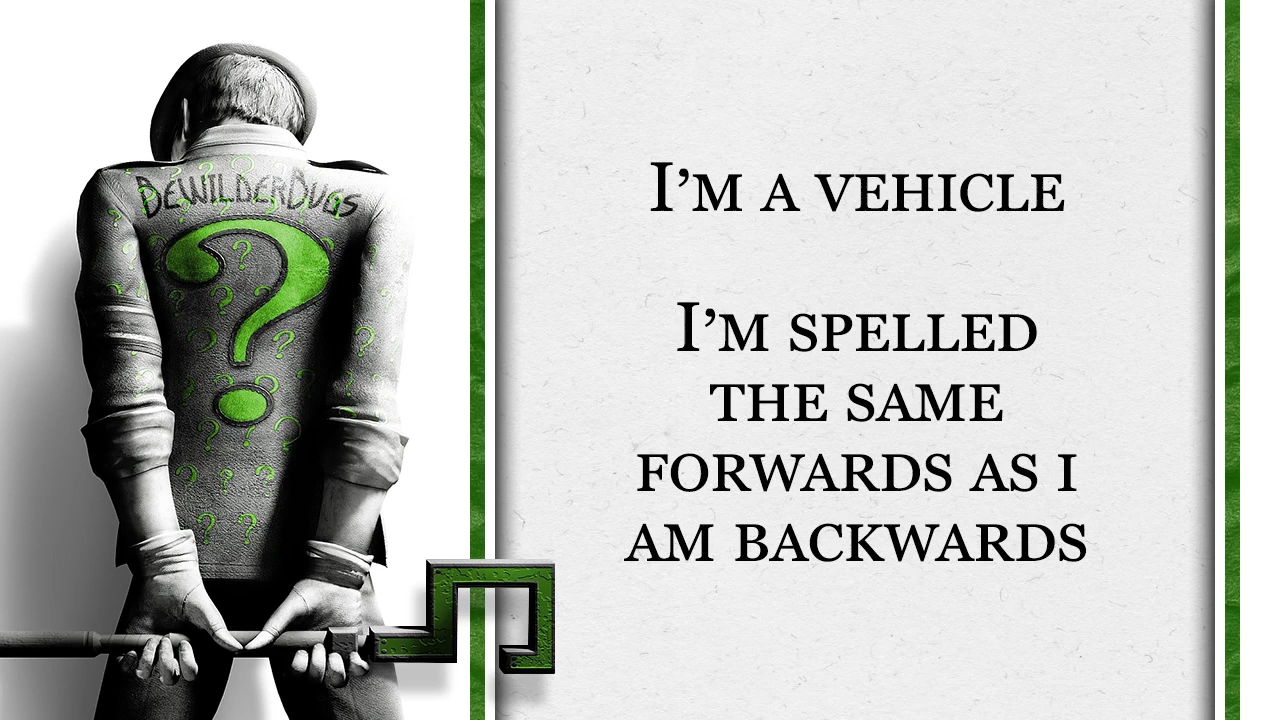 BEWILDERBUGS
I'M A VEHICLE
I'M SPELLED
THE SAME
FORWARDS AS I
AM BACKWARDS